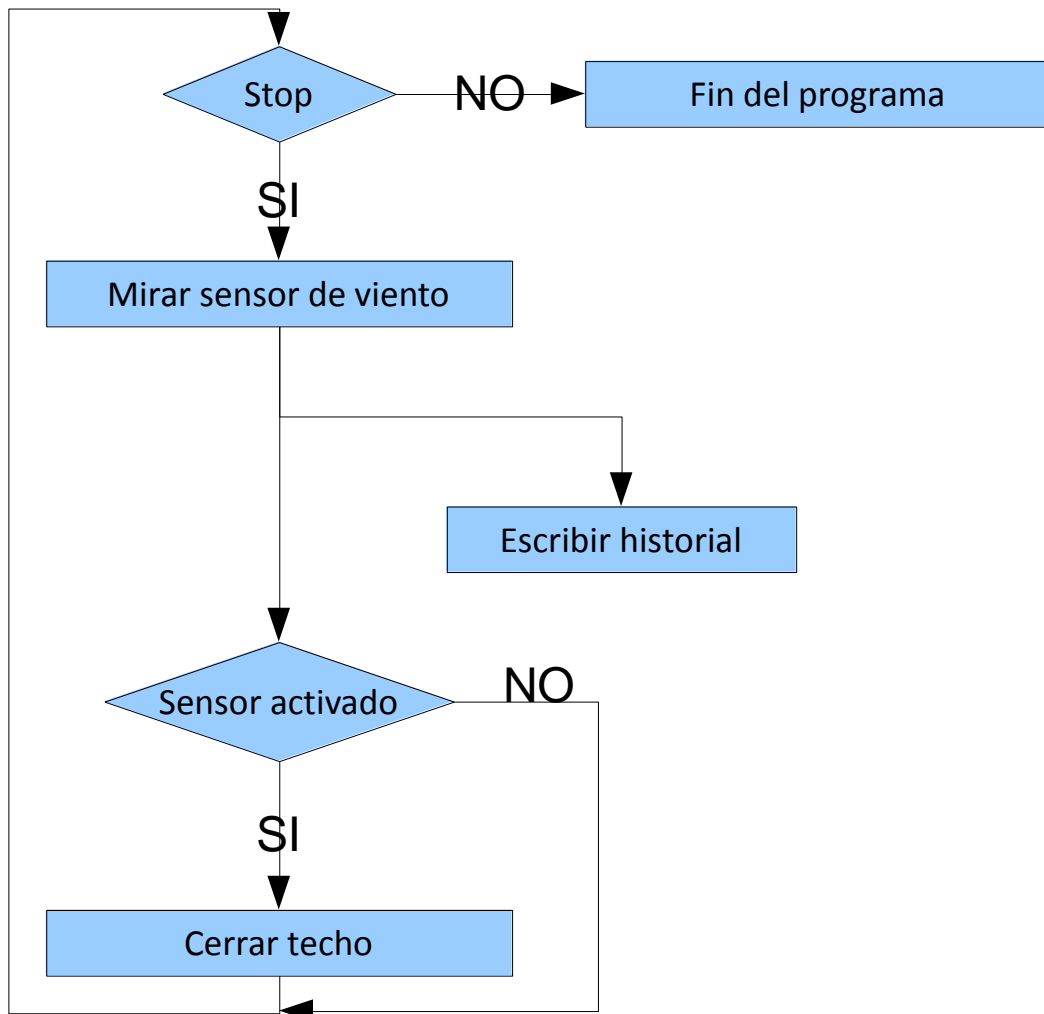 Stop
NO
Fin del programa
SI
Mirar sensor de viento
Escribir historial
Sensor activado
NO
SI
Cerrar techo